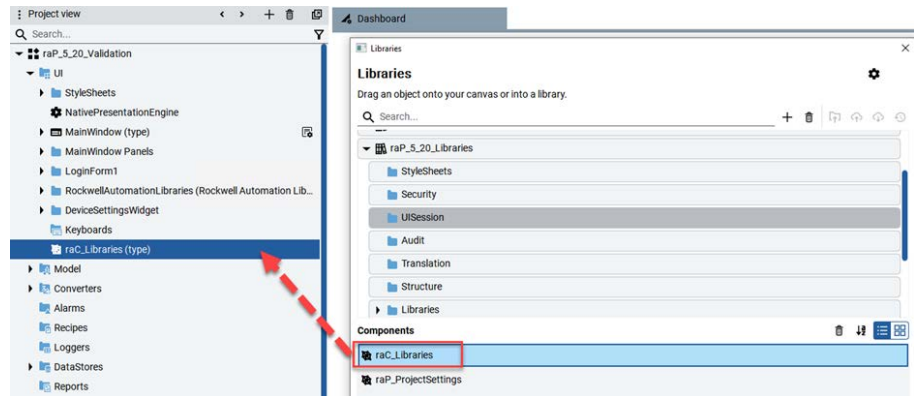 Project view
Search...
raP_5_20_Validation
UI
StyleSheets
NativePresentationEngine
MainWindow (type)
MainWindow Panels
LoginForm1
RockwellAutomationLibraries (Rockwell Automation Lib...
DeviceSettingsWidget
Keyboards
raC_Libraries (type)
Model
Converters
Alarms
Recipes
Loggers
DataStores
Reports
Dashboard
Libraries
Libraries
Drag an object onto your canvas or into a library.
Search...
raP_5_20_Libraries
StyleSheets
Security
UISession
Audit
Translation
Structure
Libraries
Components
raC_Libraries
raP_ProjectSettings